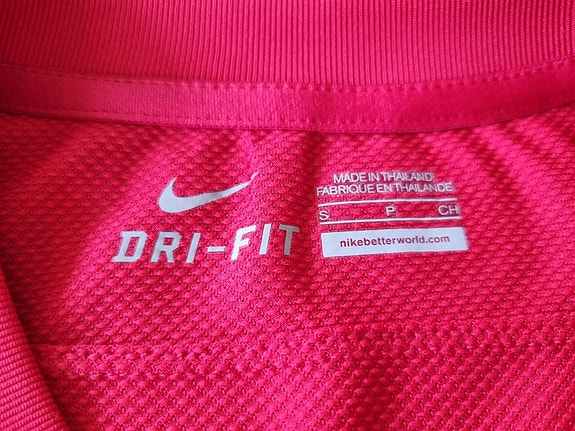 DRI-FIT
MADE IN THAILAND
FABRIQUE EN THAILANDE
S P CH
nikebetterworld.com